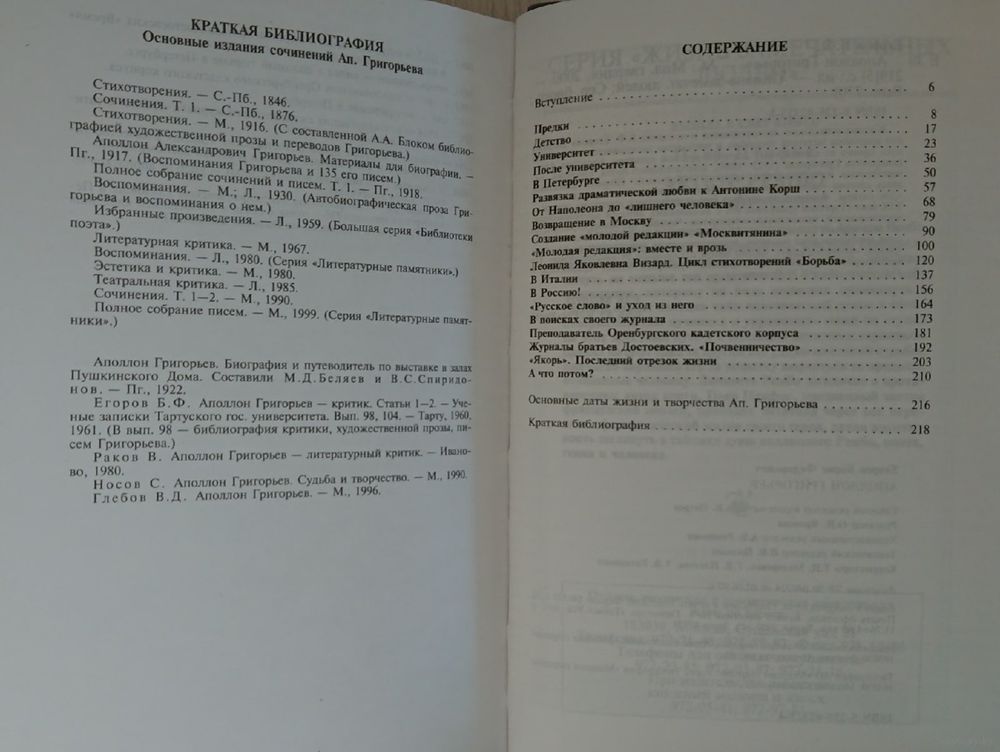 КРАТКАЯ БИБЛИОГРАФИЯ
Основные издания сочинений Ап. Григорьева
Стихотворения. — С.-Пб., 1846.
Сочинения. Т. 1. — С.-Пб., 1876.
Стихотворения. — М., 1916. (С составленной А.А. Блоком библио-
графией художественной прозы и переводов Григорьева.)
Аполлон Александрович Григорьев. Материалы для биографии. —
Пг., 1917. (Воспоминания Григорьева и 135 его писем.)
Полное собрание сочинений и писем. Т. 1. — Пг., 1918.
Воспоминания. — М.; Л., 1930. (Автобиографическая проза Гри-
горьева и воспоминания о нем.)
Избранные произведения. — Л., 1959. (Большая серия «Библиотеки
поэта».)
Литературная критика. — М., 1967.
Воспоминания. — Л., 1980. (Серия «Литературные памятники».)
Эстетика и критика. — М., 1980.
Театральная критика. — Л., 1985.
Сочинения. Т. 1—2. — М., 1990.
Полное собрание писем. — М., 1999. (Серия «Литературные памят-
ники».)
Аполлон Григорьев. Биография и путеводитель по выставке в залах
Пушкинского Дома. Составили М.Д.Беляев и В.С.Спиридо-
нов. — Пг., 1922.
Егоров Б.Ф. Аполлон Григорьев — критик. Статьи 1—2. — Уче-
ные записки Тартуского гос. университета. Вып. 98, 104. — Тарту, 1960,
1961. (В вып. 98 — библиография критики, художественной прозы, пи-
сем Григорьева.)
Раков В. Аполлон Григорьев — литературный критик. — Ивано-
во, 1980.
Носов С. Аполлон Григорьев. Судьба и творчество. — М., 1990.
Глебов В.Д. Аполлон Григорьев. — М., 1996.
СОДЕРЖАНИЕ
Вступление 6
Предки 8
Детство 17
Университет 23
После университета 36
В Петербурге 50
Развязка драматической любви к Антонине Корш 57
От Наполеона до «лишнего человека» 68
Возвращение в Москву 79
Создание «молодой редакции» «Москвитянина» 90
«Молодая редакция»: вместе и врозь 100
Леонида Яковлевна Визард. Цикл стихотворений «Борьба» 120
В Италии 137
В Россию! 156
«Русское слово» и уход из него 164
В поисках своего журнала 173
Преподаватель Оренбургского кадетского корпуса 181
Журналы братьев Достоевских. «Почвенничество» 192
«Якорь». Последний отрезок жизни 203
А что потом? 210
Основные даты жизни и творчества Ап. Григорьева 216
Краткая библиография 218